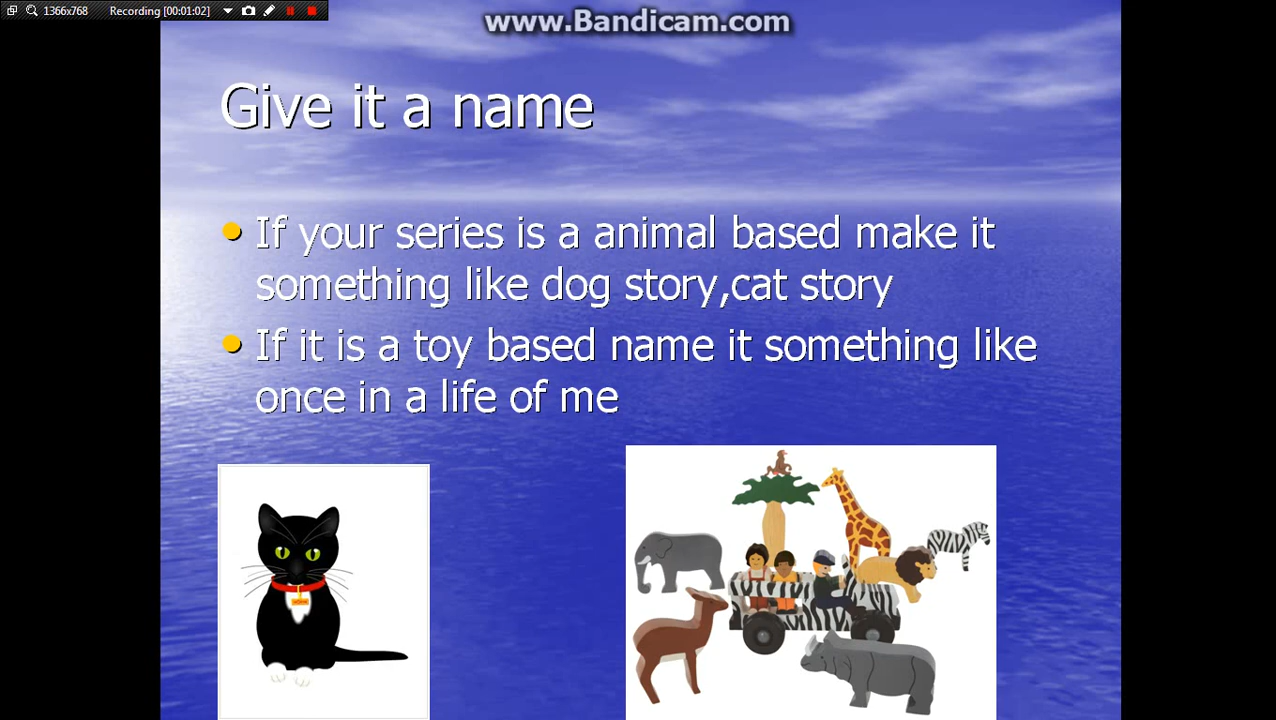 1366x768 Recording [00:01:02]
www.Bandicam.com
Give it a name
If your series is a animal based make it
something like dog story,cat story
If it is a toy based name it something like
once in a life of me